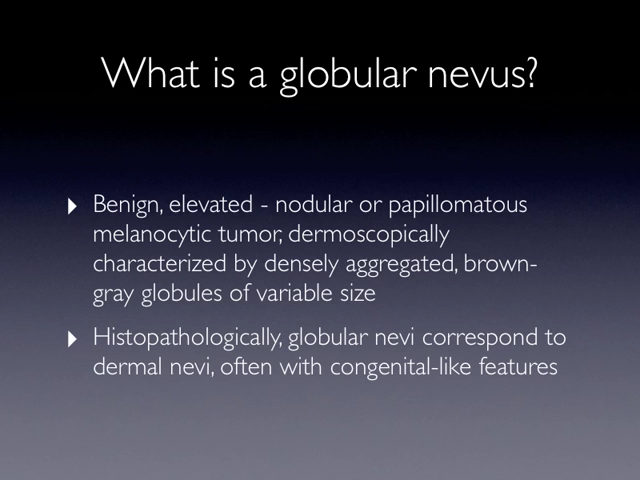 What is a globular nevus?
‣ Benign, elevated - nodular or papillomatous
melanocytic tumor, dermoscopically
characterized by densely aggregated, brown-
gray globules of variable size
‣ Histopathologically, globular nevi correspond to
dermal nevi, often with congenital-like features